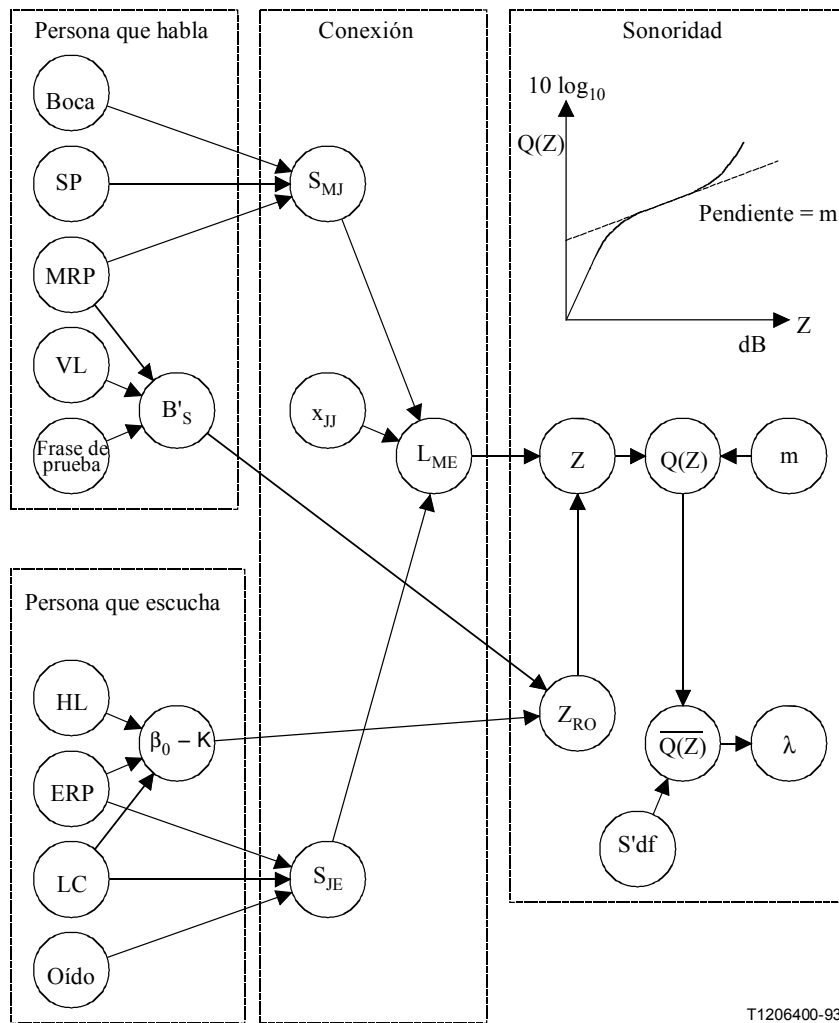 Persona que habla
Boca
SP
MRP
VL
Frase de
prueba
B'S
Conexión
SMJ
xJJ
LME
SJE
Sonoridad
10 log10
Q(Z)
Pendiente = m
Z
dB
Z
Q(Z)
m
ZRO
Q(Z)
λ
S'df
Persona que escucha
HL
ERP
LC
Oído
β0 – K
T1206400-93